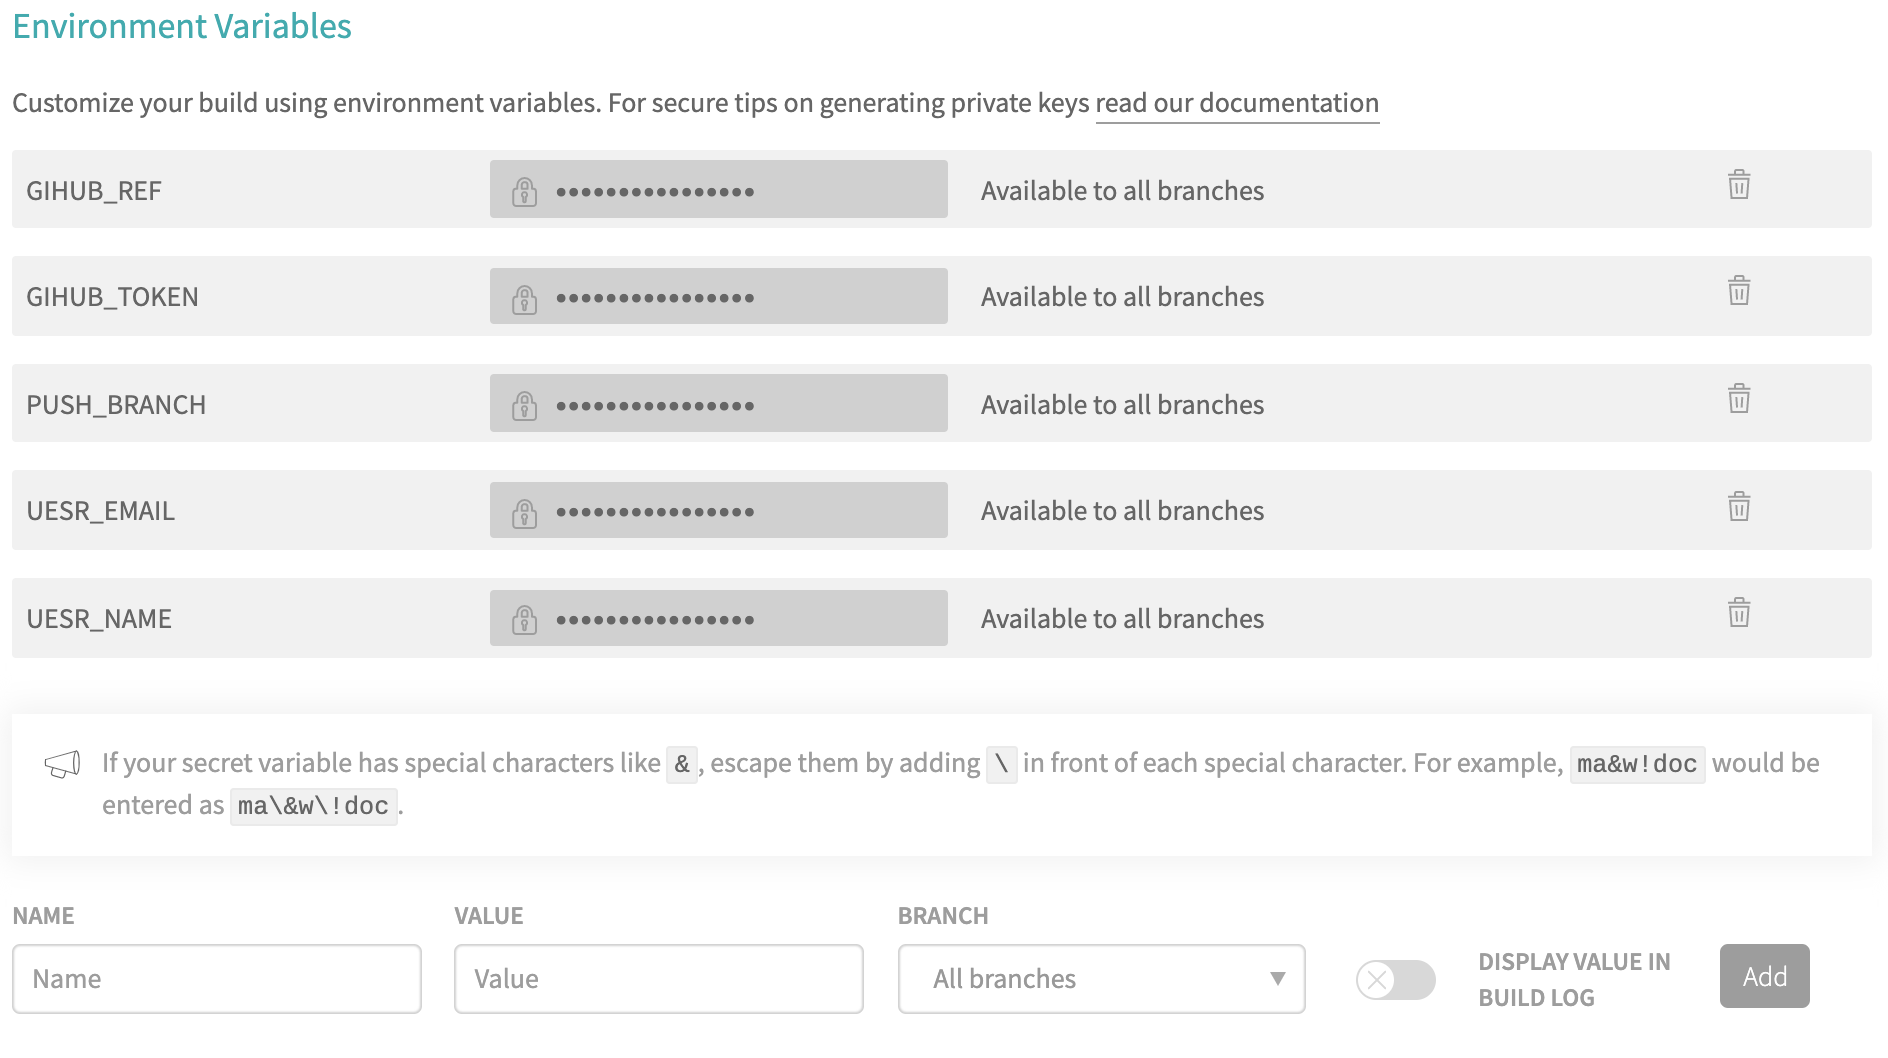 Environment Variables
Customize your build using environment variables. For secure tips on generating private keys read our documentation
GIHUB_REF •••••••••••••••• Available to all branches
GIHUB_TOKEN •••••••••••••••• Available to all branches
PUSH_BRANCH •••••••••••••••• Available to all branches
UESR_EMAIL •••••••••••••••• Available to all branches
UESR_NAME •••••••••••••••• Available to all branches
If your secret variable has special characters like &, escape them by adding \ in front of each special character. For example, ma&w!doc would be
entered as ma\&w\!doc.
NAME VALUE BRANCH
Name Value All branches DISPLAY VALUE IN
BUILD LOG Add